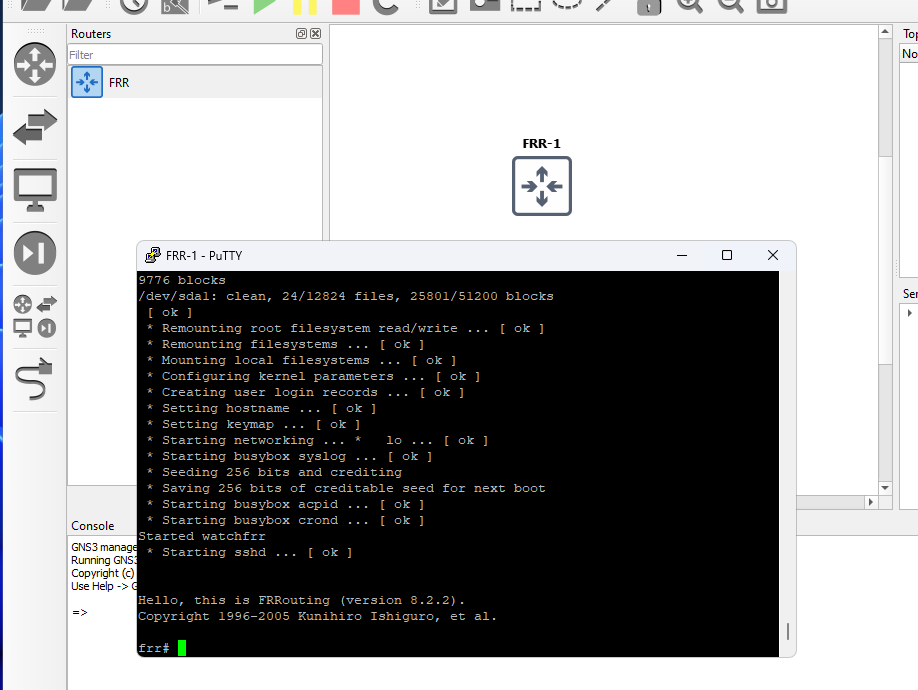 Routers
Filter
FRR
FRR-1
Top
No
FRR-1 - PuTTY
9776 blocks
/dev/sda1: clean, 24/12824 files, 25801/51200 blocks
[ ok ]
* Remounting root filesystem read/write ... [ ok ]
* Remounting filesystems ... [ ok ]
* Mounting local filesystems ... [ ok ]
* Configuring kernel parameters ... [ ok ]
* Creating user login records ... [ ok ]
* Setting hostname ... [ ok ]
* Setting keymap ... [ ok ]
* Starting networking ... *   lo ... [ ok ]
* Starting busybox syslog ... [ ok ]
* Seeding 256 bits and crediting
* Saving 256 bits of creditable seed for next boot
* Starting busybox acpid ... [ ok ]
* Starting busybox crond ... [ ok ]
Started watchfrr
* Starting sshd ... [ ok ]
Hello, this is FRRouting (version 8.2.2).
Copyright 1996-2005 Kunihiro Ishiguro, et al.
frr#
Ser
Console
GNS3 manage
Running GNS3
Copyright (c)
Use Help -> G
=>